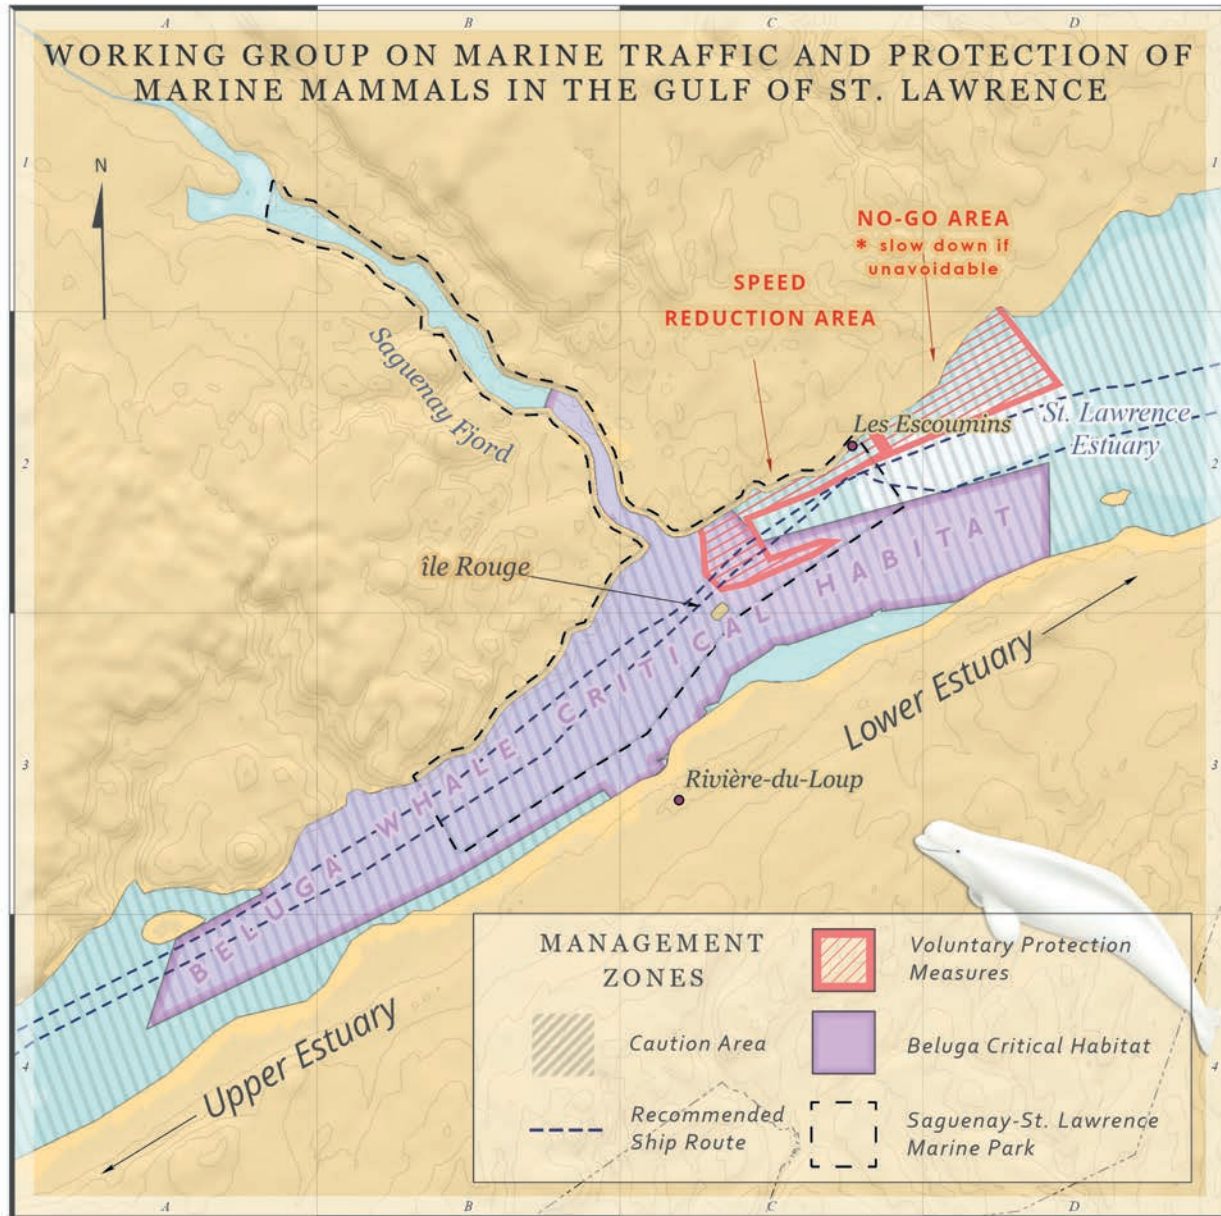 A B C D
WORKING GROUP ON MARINE TRAFFIC AND PROTECTION OF
MARINE MAMMALS IN THE GULF OF ST. LAWRENCE
1 1
N
NO-GO AREA
* slow down if
unavoidable
SPEED
REDUCTION AREA
Saguenay Fjord
Les Escoumins
St. Lawrence
Estuary
2 2
île Rouge
BELUGA WHALE CRITICAL HABITAT
Lower Estuary
3 3
Rivière-du-Loup
Upper Estuary
4 4
MANAGEMENT
ZONES
Caution Area
Recommended
Ship Route
Voluntary Protection
Measures
Beluga Critical Habitat
Saguenay-St. Lawrence
Marine Park
A B C D